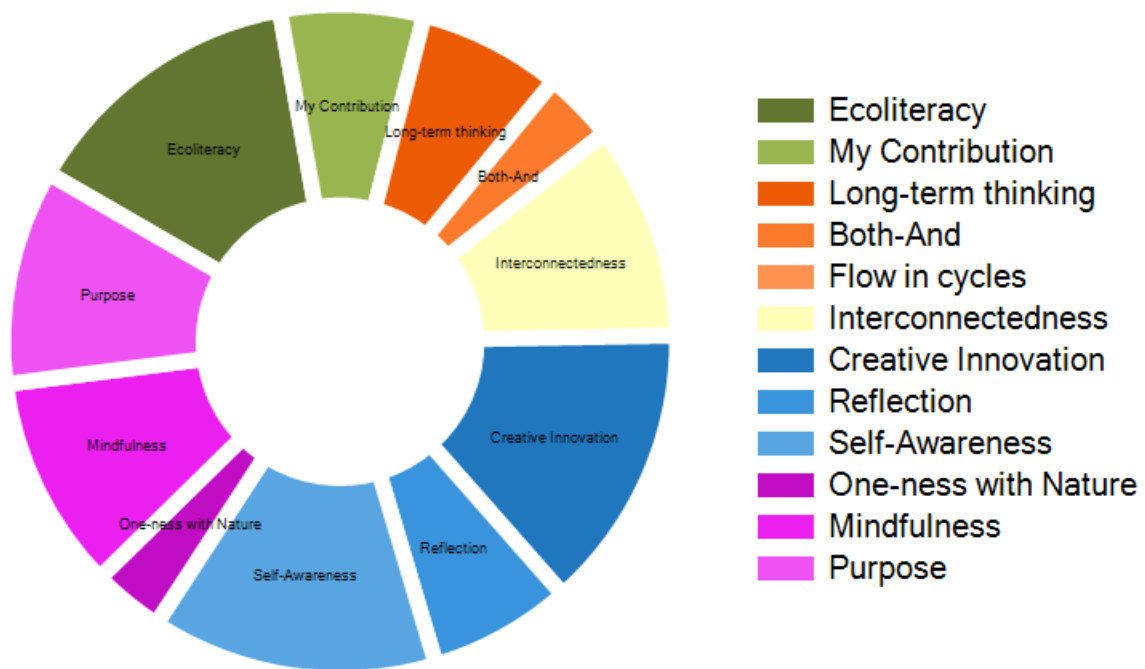 My Contribution
Long-term thinking
Ecoliteracy
Both-And
Interconnectedness
Purpose
Creative Innovation
Mindfulness
One-ness with Nature
Reflection
Self-Awareness
Ecoliteracy
My Contribution
Long-term thinking
Both-And
Flow in cycles
Interconnectedness
Creative Innovation
Reflection
Self-Awareness
One-ness with Nature
Mindfulness
Purpose